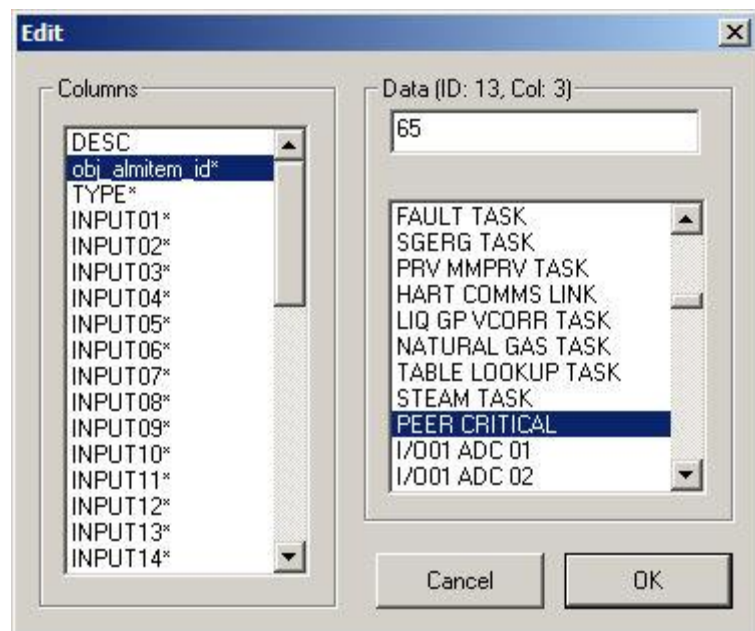 Edit
Columns
DESC
obj_almitem_id*
TYPE*
INPUT01*
INPUT02*
INPUT03*
INPUT04*
INPUT05*
INPUT06*
INPUT07*
INPUT08*
INPUT09*
INPUT10*
INPUT11*
INPUT12*
INPUT13*
INPUT14*
Data (ID: 13, Col: 3)
65
FAULT TASK
SGERG TASK
PRV MMPRV TASK
HART COMMS LINK
LIQ GP VCORR TASK
NATURAL GAS TASK
TABLE LOOKUP TASK
STEAM TASK
PEER CRITICAL
I/O01 ADC 01
I/O01 ADC 02
Cancel
OK